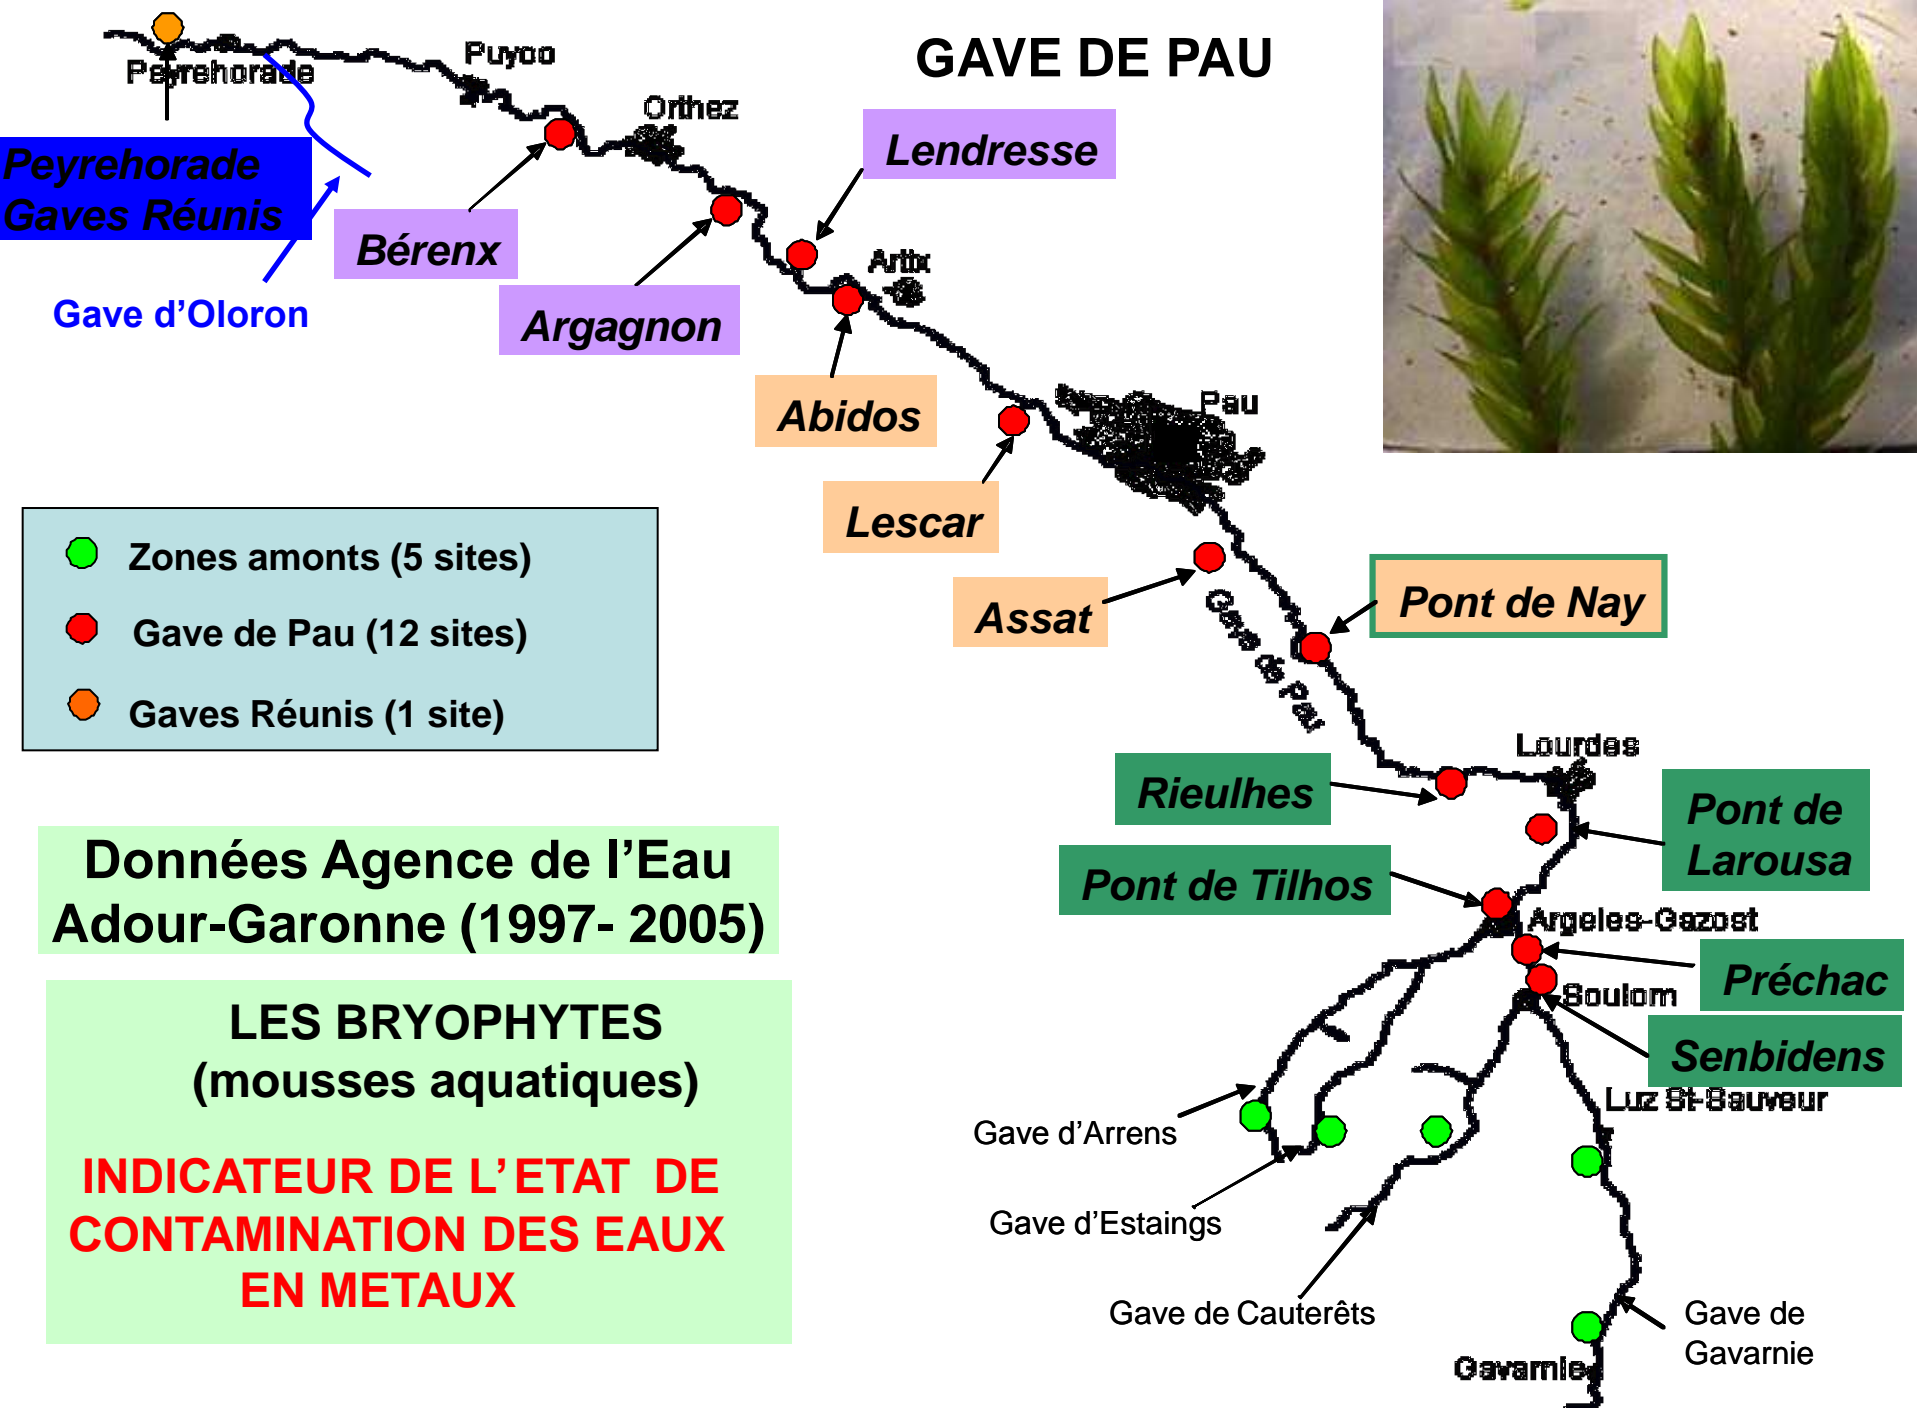 GAVE DE PAU
Peyrehorade
Puyoo
Orthez
Lendresse
Peyrehorade
Gaves Réunis
Bérenx
Artix
Gave d’Oloron
Argagnon
Abidos
Pau
Lescar
Zones amonts (5 sites)
Gave de Pau (12 sites)
Gaves Réunis (1 site)
Assat
Pont de Nay
Gave de Pau
Lourdes
Rieulhes
Pont de
Larousa
Pont de Tilhos
Données Agence de l’Eau
Adour-Garonne (1997- 2005)
Argeles-Gazost
Préchac
Soulom
Senbidens
LES BRYOPHYTES
(mousses aquatiques)
Luz St-Sauveur
Gave d’Arrens
INDICATEUR DE L’ETAT DE
CONTAMINATION DES EAUX
EN METAUX
Gave d’Estaings
Gave de Cauterêts
Gave de
Gavarnie
Gavarnie